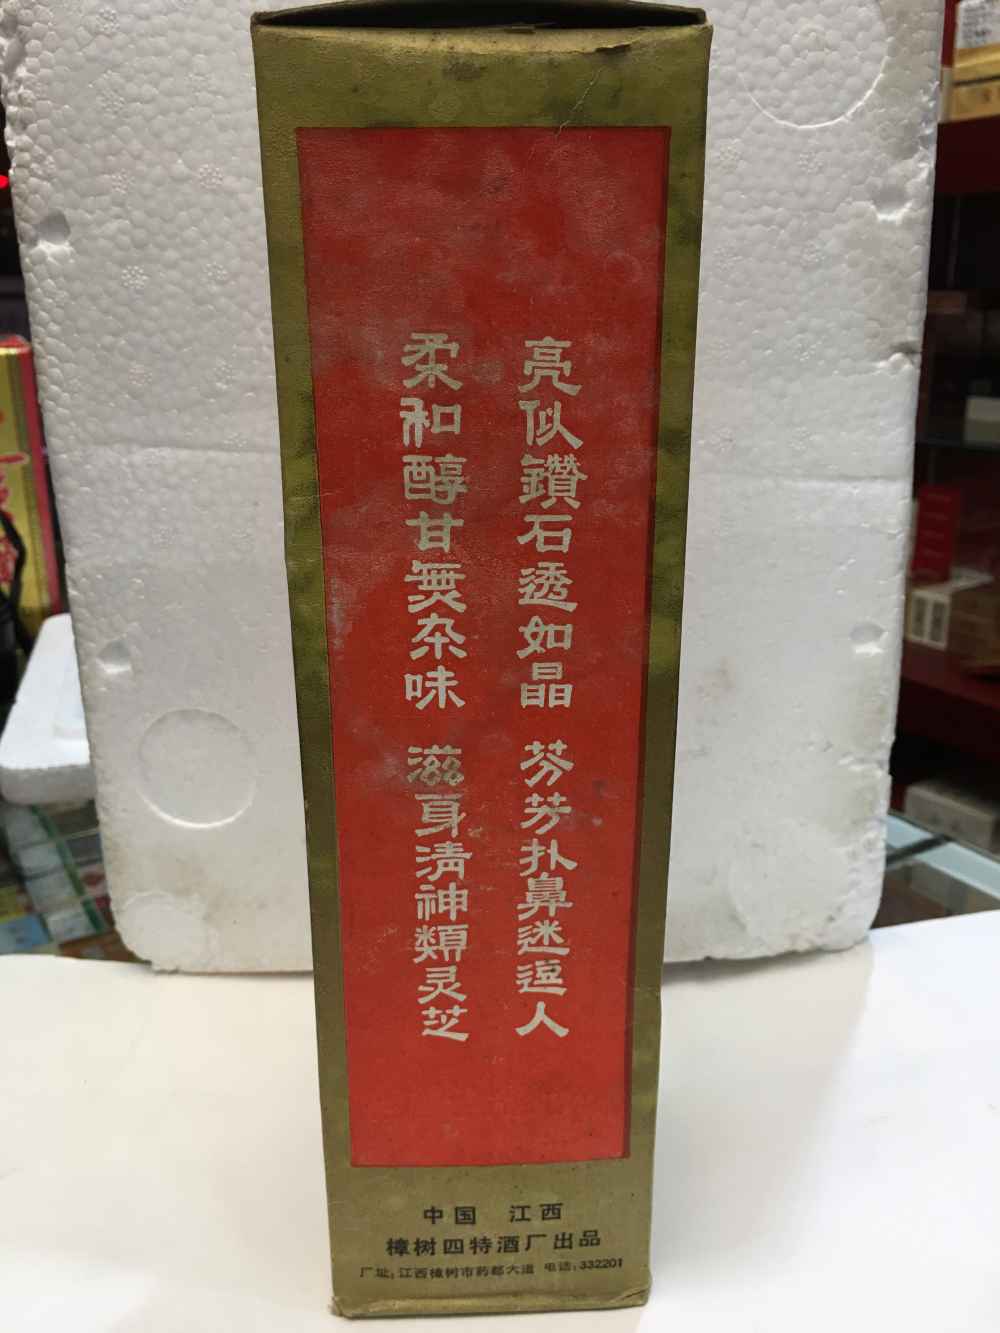 亮似鑽石透如晶 芬芳扑鼻迷逗人
柔和醇甘無杂味 滋身清神類灵芝
中国 江西
樟树四特酒厂出品
厂址:江西樟树市药都大道 电话:332201